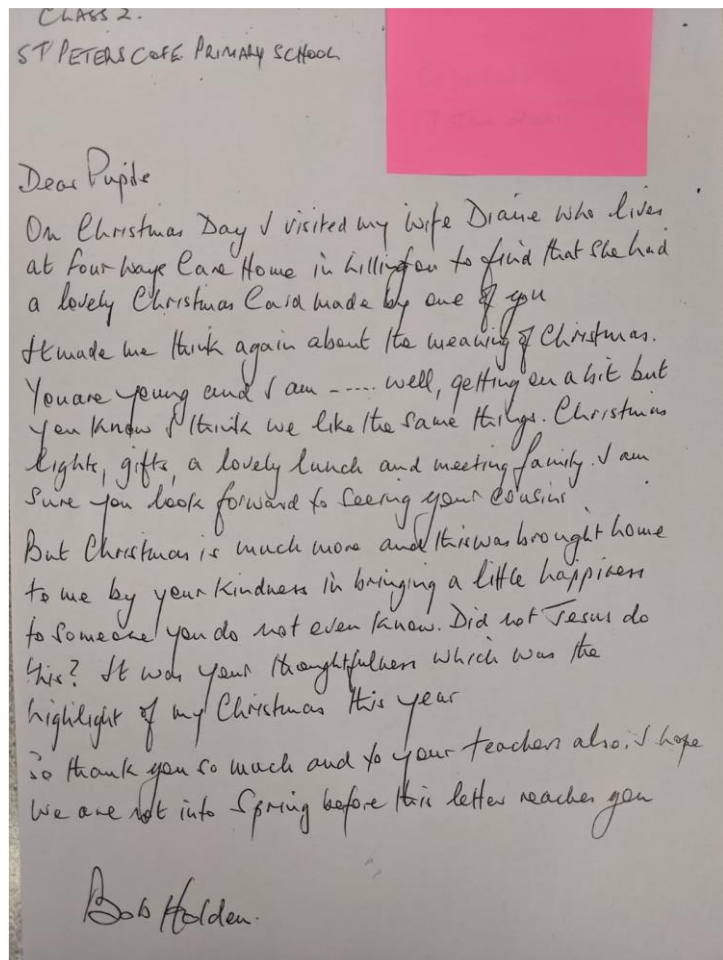 CLASS 2.
ST PETERS COFE PRIMARY SCHOOL
Dear Pupils
On Christmas Day I visited my wife Diane who lives
at Four Ways Care Home in to find that she had
a lovely Christmas Card made by one of you
It made me think again about the meaning of Christmas.
You are young and I am ----- well, getting on a bit but
you know I think we like the same things. Christmas
lights, gifts, a lovely lunch and meeting family. I am
sure you look forward to seeing your cousins
But Christmas is much more and this was brought home
to me by your kindness in bringing a little happiness
to someone you do not even know. Did not Jesus do
this? It was your thoughtfulness which was the
highlight of my Christmas this year
So thank you so much and to your teachers also. I hope
we are not into Spring before this letter reaches you
Bob Holden.